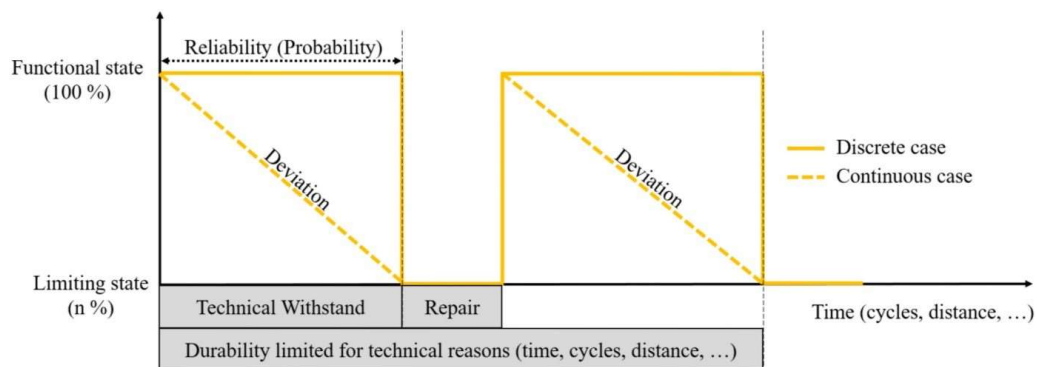 Reliability (Probability)
Functional state
(100 %)
Deviation
Deviation
Discrete case
Continuous case
Limiting state
(n %)
Technical Withstand
Repair
Time (cycles, distance, …)
Durability limited for technical reasons (time, cycles, distance, …)